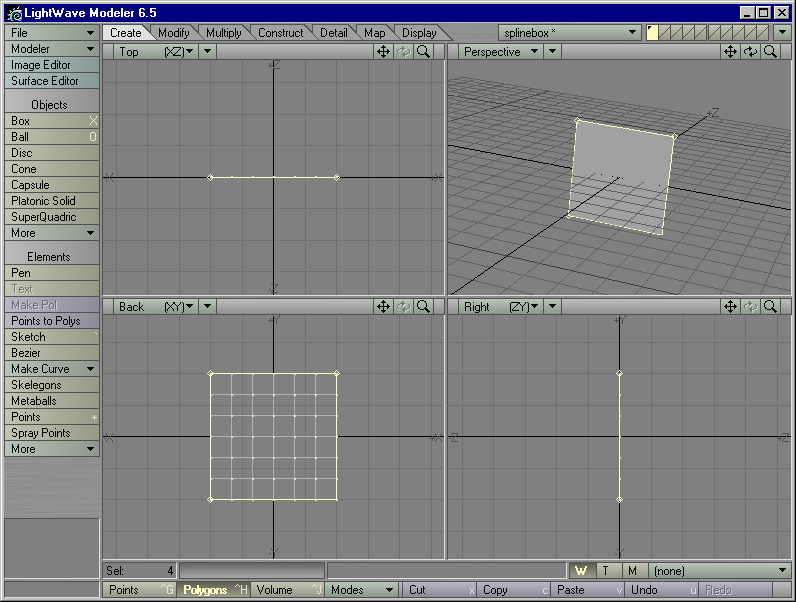 LightWave Modeler 6.5
File
Modeler
Image Editor
Surface Editor
Objects
Box X
Ball O
Disc
Cone
Capsule
Platonic Solid
SuperQuadric
More
Elements
Pen
Text
Make Pol
Points to Polys
Sketch `
Bezier
Make Curve
Skelegons
Metaballs
Points +
Spray Points
More
Create Modify Multiply Construct Detail Map Display splinebox *
Top (XZ)
+Z
-X +X
-Z
Perspective
+Z
Back (XY)
+Y
-X +X
-Y
Right (ZY)
+Y
-Z +Z
-Y
Sel: 4 W T M (none)
Points ^G Polygons ^H Volume ^J Modes Cut x Copy c Paste v Undo u Redo